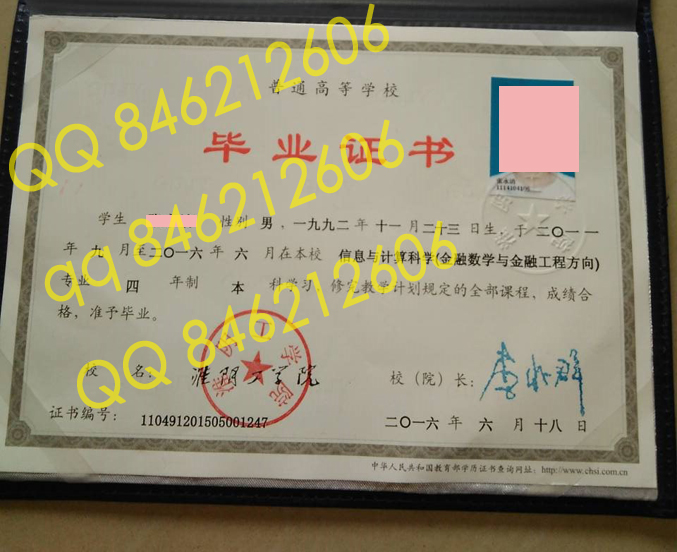 普通高等学校
毕业证书
QQ 846212606
QQ 846212606
qq 846212606
QQ 846212606
学生 性别 男，一九九二年十一月二十三日生，于二〇一一
年九月至二〇一六年六月在本校 信息与计算科学(金融数学与金融工程方向)
专业 四 年制 本 科学习，修完教学计划规定的全部课程，成绩合
格，准予毕业。
校 名： 学院
校（院）长：
证书编号： 110491201505001247
二〇一六年 六 月十八日
中华人民共和国教育部学历证书查询网址：http://www.chsi.com.cn